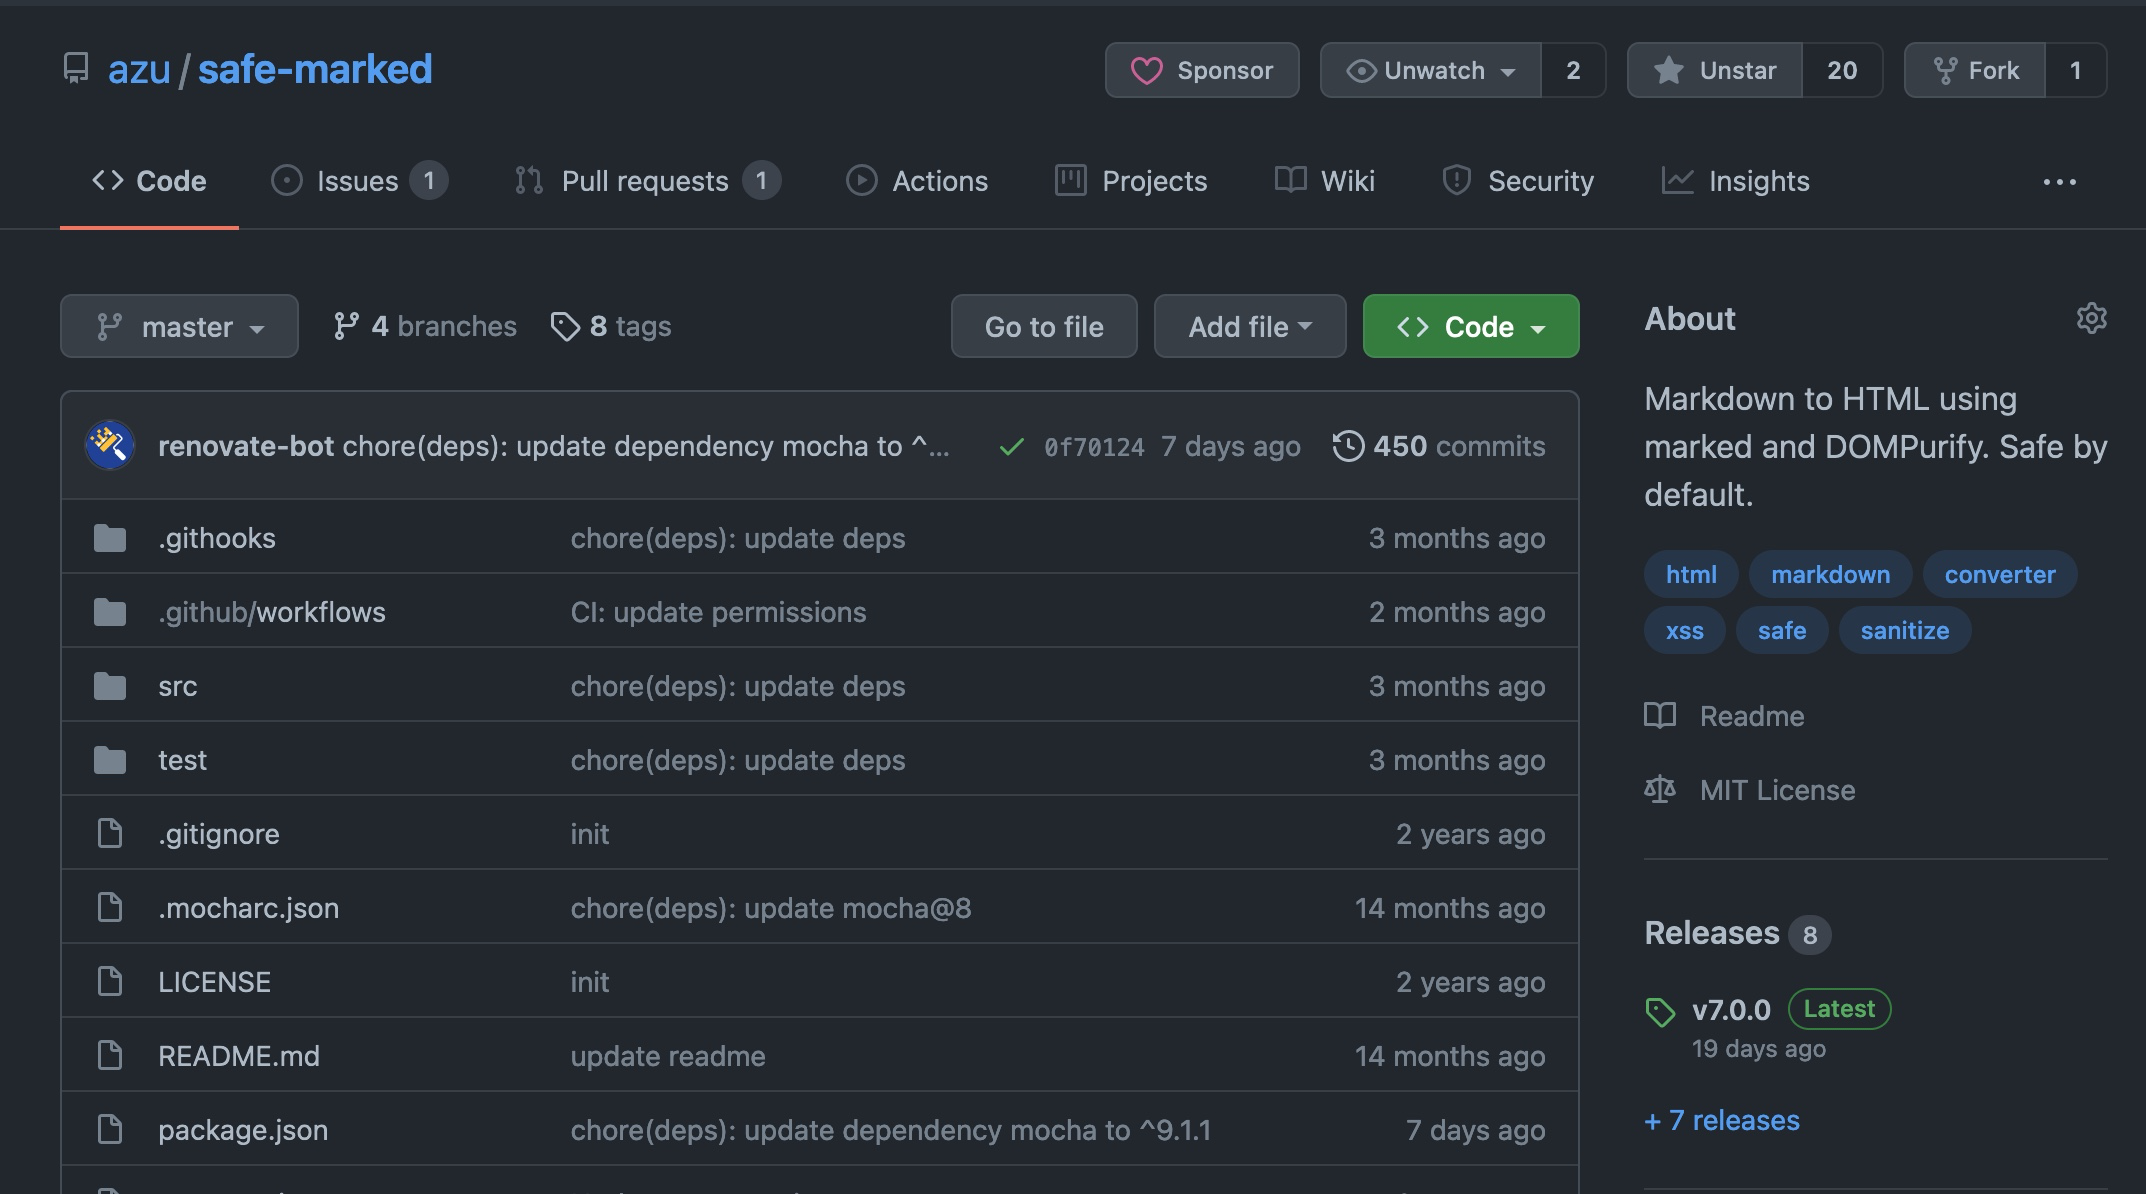 azu / safe-marked
Sponsor
Unwatch 2
Unstar 20
Fork 1
Code
Issues 1
Pull requests 1
Actions
Projects
Wiki
Security
Insights
master
4 branches
8 tags
Go to file
Add file
Code
renovate-bot chore(deps): update dependency mocha to ^... 0f70124 7 days ago 450 commits
.githooks chore(deps): update deps 3 months ago
.github/workflows CI: update permissions 2 months ago
src chore(deps): update deps 3 months ago
test chore(deps): update deps 3 months ago
.gitignore init 2 years ago
.mocharc.json chore(deps): update mocha@8 14 months ago
LICENSE init 2 years ago
README.md update readme 14 months ago
package.json chore(deps): update dependency mocha to ^9.1.1 7 days ago
About
Markdown to HTML using
marked and DOMPurify. Safe by
default.
html markdown converter
xss safe sanitize
Readme
MIT License
Releases 8
v7.0.0 Latest
19 days ago
+ 7 releases